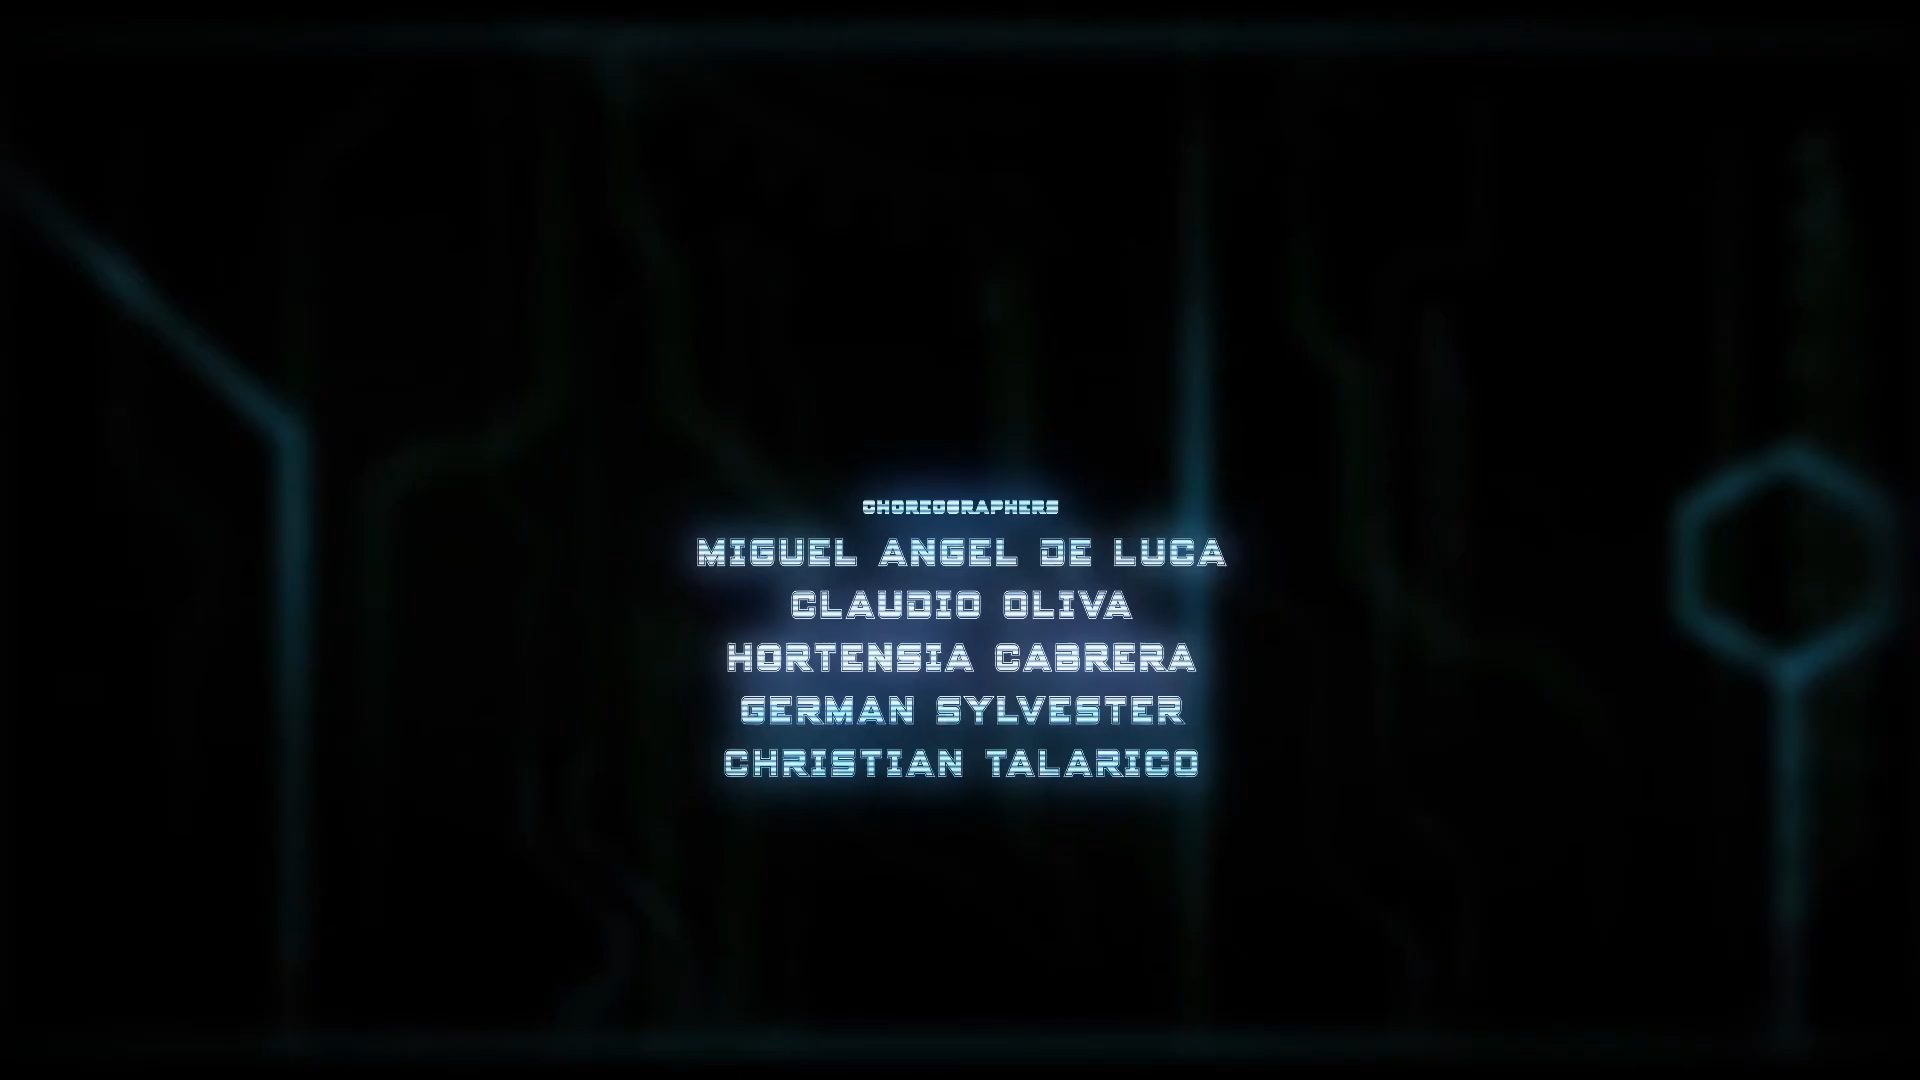 CHOREOGRAPHERS
MIGUEL ANGEL DE LUCA
CLAUDIO OLIVA
HORTENSIA CABRERA
GERMAN SYLVESTER
CHRISTIAN TALARICO